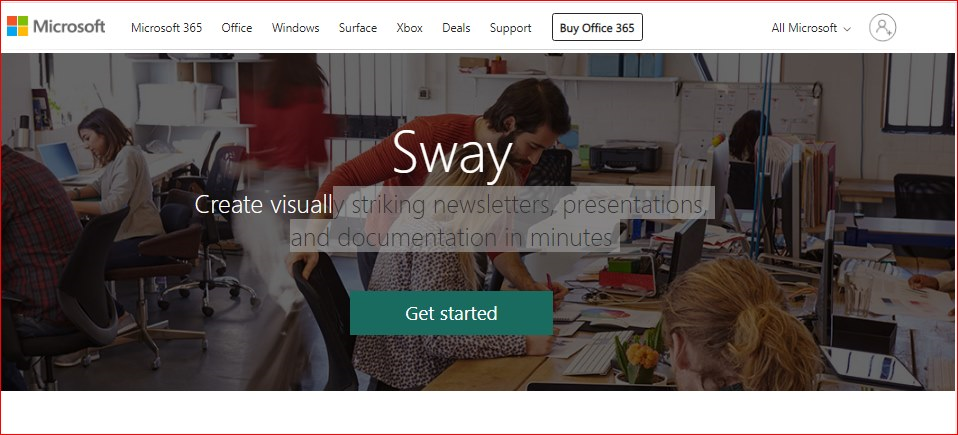 Microsoft Microsoft 365 Office Windows Surface Xbox Deals Support Buy Office 365 All Microsoft
Sway
Create visually striking newsletters, presentations,
and documentation in minutes
Get started